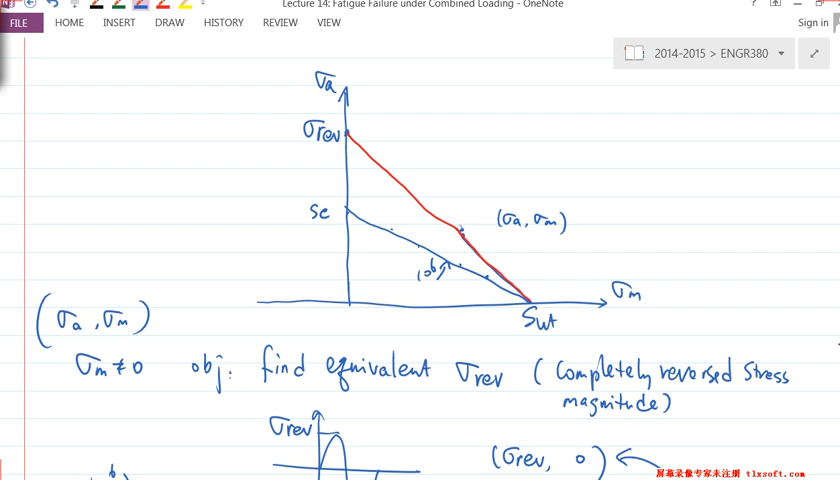 Lecture 14: Fatigue Failure under Combined Loading - OneNote
FILE HOME INSERT DRAW HISTORY REVIEW VIEW Sign in
2014-2015 > ENGR380
σa
σrev
Se
(σa, σm)
σm
Sut
(σa, σm)
σm ≠ 0 obj: find equivalent σrev (Completely reversed stress
magnitude)
σrev
(σrev, 0)
b
屏幕录像专家未注册 tlxsoft.com